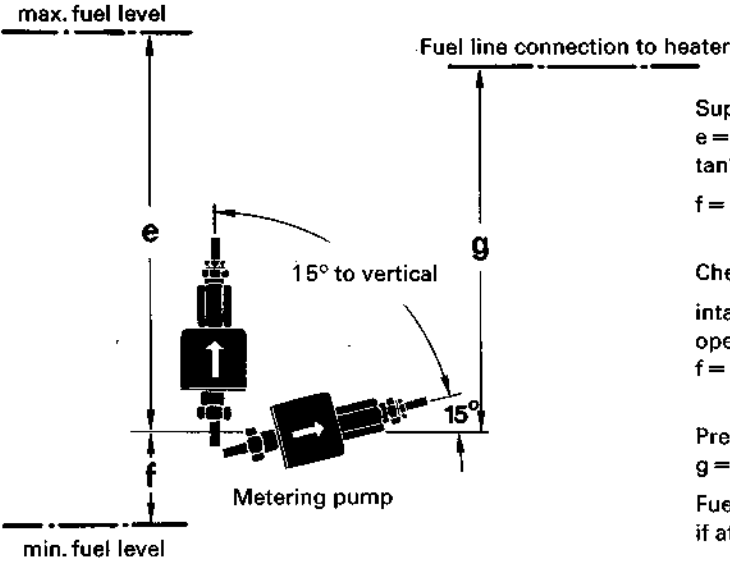 max. fuel level
Fuel line connection to heater
Sup
e =
tan
f =
e
g
15° to vertical
Che
inta
ope
f =
15°
f
Pre
g =
Metering pump
Fue
if at
min. fuel level